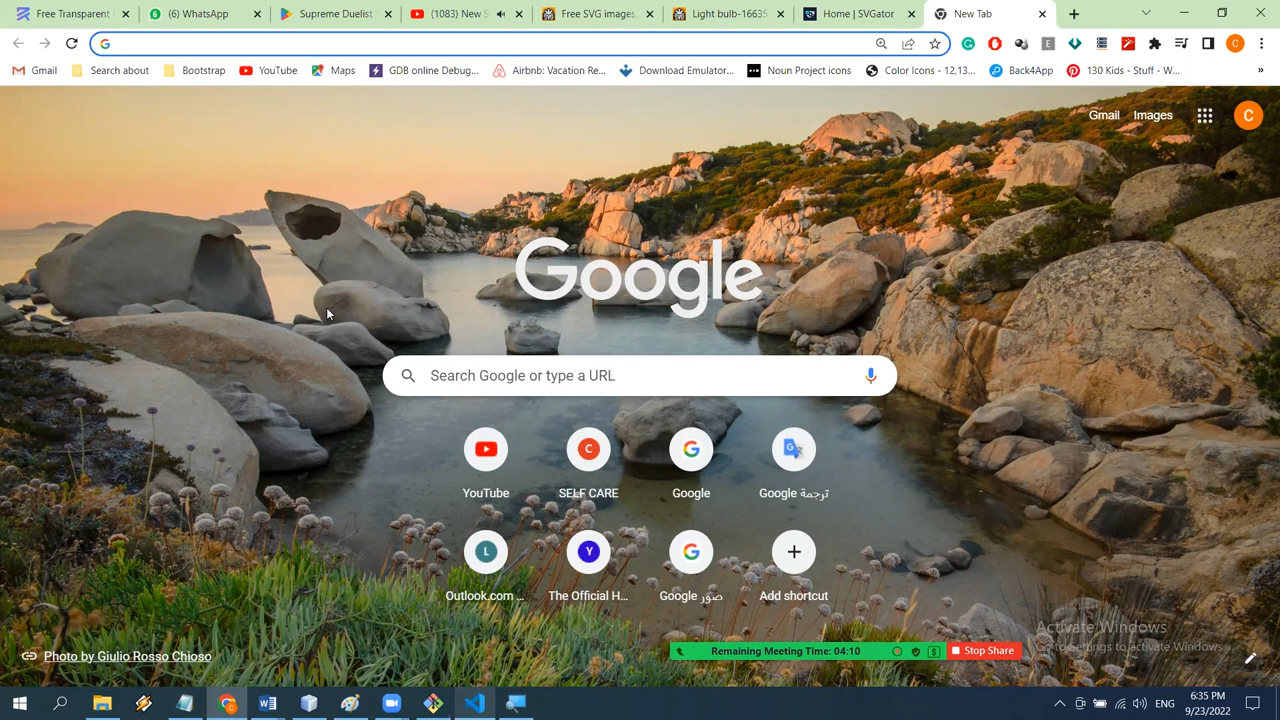 Free Transparent
(6) WhatsApp
Supreme Duelist
(1083) New S
Free SVG images.
Light bulb-16635
Home | SVGator
New Tab
Gmail
Search about
Bootstrap
YouTube
Maps
GDB online Debug...
Airbnb: Vacation Re...
Download Emulator...
Noun Project icons
Color Icons - 12,13...
Back4App
130 Kids - Stuff - W...
»
Gmail
Images
C
Google
Search Google or type a URL
YouTube
C
SELF CARE
Google
ترجمة Google
L
Outlook.com ...
Y
The Official H...
صور Google
Add shortcut
Photo by Giulio Rosso Chioso
Remaining Meeting Time: 04:10
Stop Share
Activate Windows
Go to Settings to activate Windows.
ENG
6:35 PM
9/23/2022